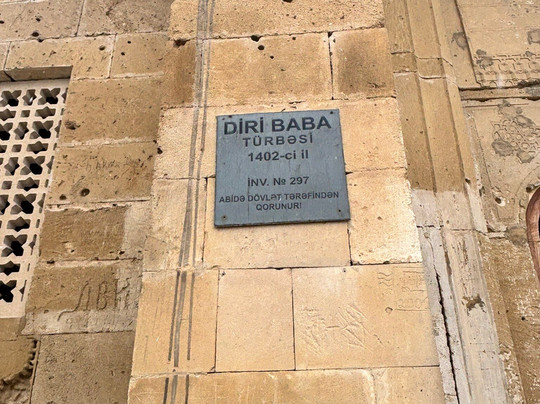 DİRİ BABA
TÜRBƏSİ
1402-ci il
İNV. № 297
ABİDƏ DÖVLƏT TƏRƏFİNDƏN
QORUNUR!